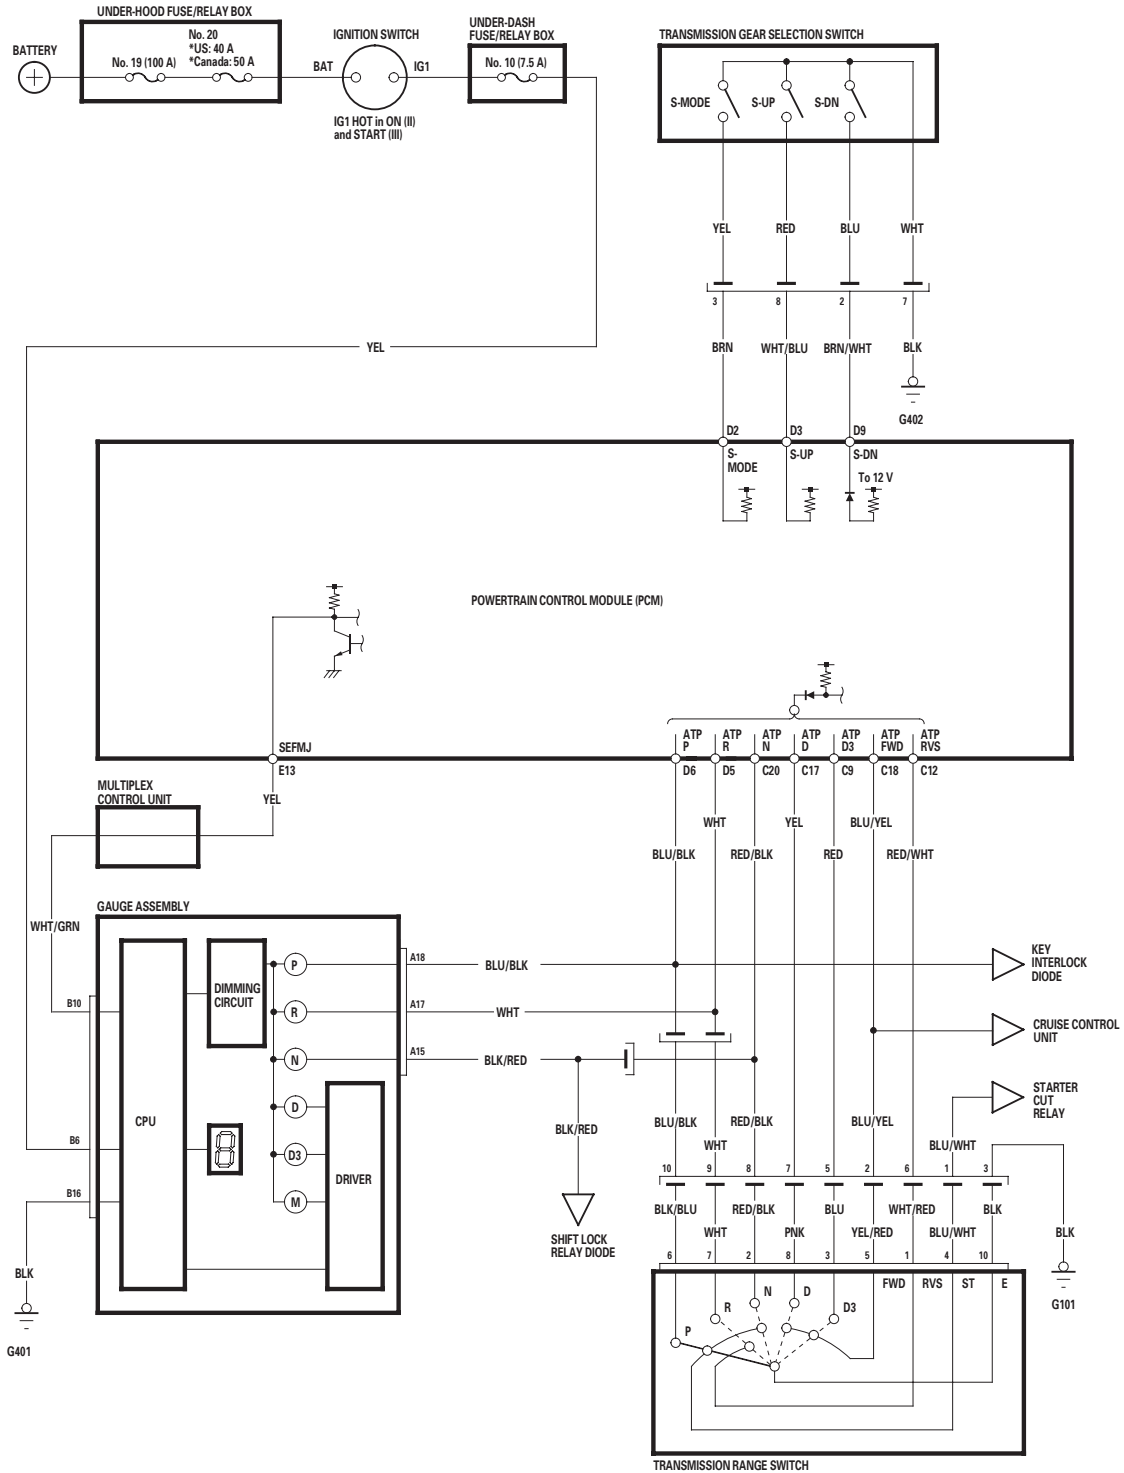 UNDER-HOOD FUSE/RELAY BOX
BATTERY
No. 19 (100 A)
No. 20
*US: 40 A
*Canada: 50 A
IGNITION SWITCH
BAT
IG1
IG1 HOT in ON (II)
and START (III)
UNDER-DASH
FUSE/RELAY BOX
No. 10 (7.5 A)
TRANSMISSION GEAR SELECTION SWITCH
S-MODE
S-UP
S-DN
YEL
RED
BLU
WHT
3
8
2
7
BRN
WHT/BLU
BRN/WHT
BLK
G402
YEL
D2
D3
D9
S-
MODE
S-UP
S-DN
To 12 V
POWERTRAIN CONTROL MODULE (PCM)
SEFMJ
E13
YEL
ATP
P
ATP
R
ATP
N
ATP
D
ATP
D3
ATP
FWD
ATP
RVS
D6
D5
C20
C17
C9
C18
C12
MULTIPLEX
CONTROL UNIT
WHT
YEL
BLU/YEL
BLU/BLK
RED/BLK
RED
RED/WHT
GAUGE ASSEMBLY
WHT/GRN
B10
B6
B16
CPU
DIMMING
CIRCUIT
P
R
N
D
D3
M
DRIVER
A18
A17
A15
BLU/BLK
WHT
BLK/RED
BLK/RED
SHIFT LOCK
RELAY DIODE
KEY
INTERLOCK
DIODE
CRUISE CONTROL
UNIT
STARTER
CUT
RELAY
BLU/BLK
WHT
RED/BLK
BLU/YEL
BLU/WHT
10
9
8
7
5
2
6
1
3
BLK/BLU
WHT
RED/BLK
PNK
BLU
YEL/RED
WHT/RED
BLU/WHT
BLK
BLK
G101
6
7
2
8
3
5
1
4
10
FWD
RVS
ST
E
P
R
N
D
D3
TRANSMISSION RANGE SWITCH
BLK
G401